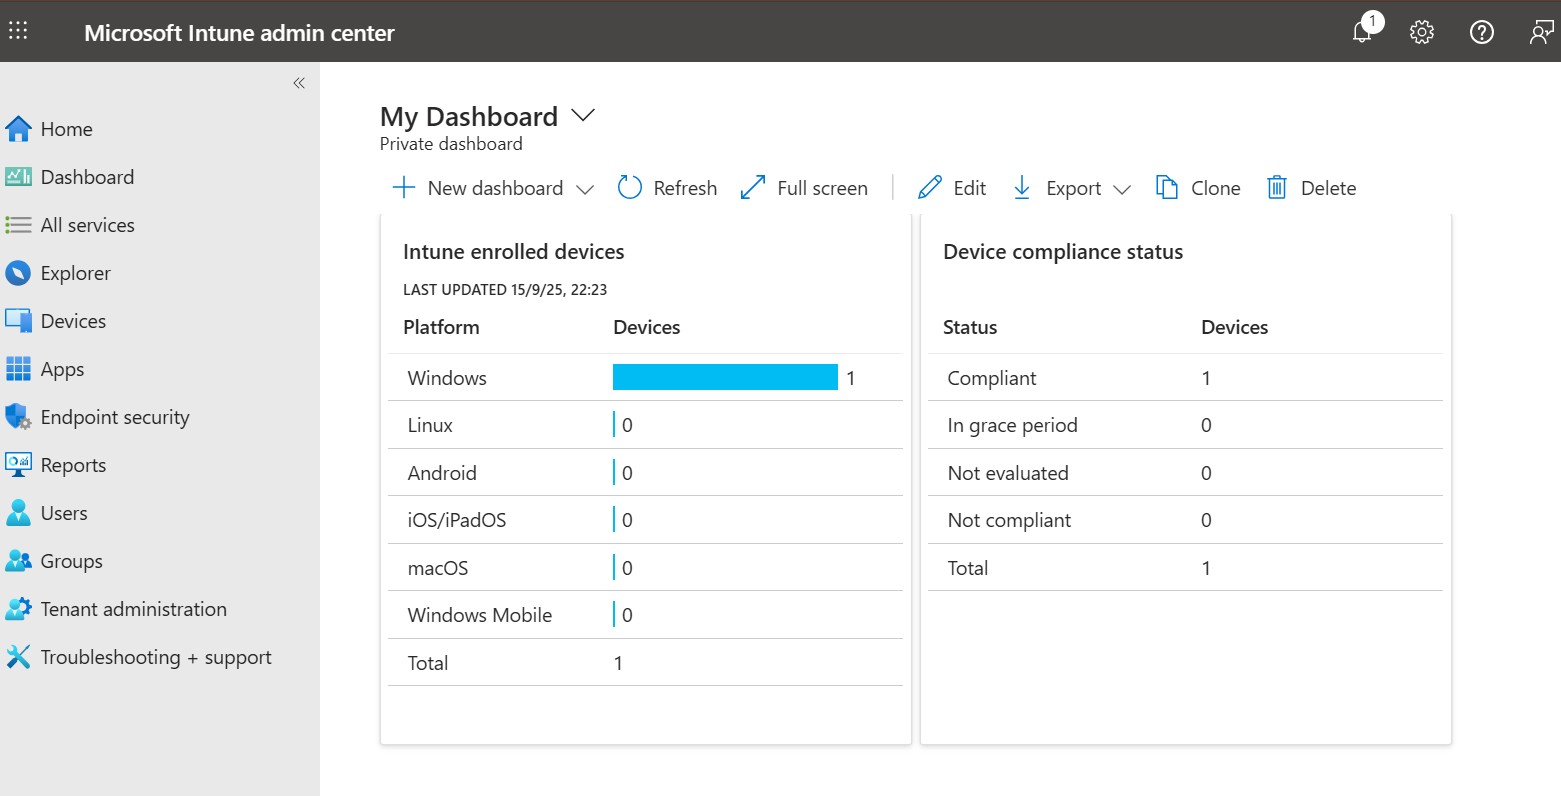 Microsoft Intune admin center
1
Home
Dashboard
All services
Explorer
Devices
Apps
Endpoint security
Reports
Users
Groups
Tenant administration
Troubleshooting + support
My Dashboard
Private dashboard
New dashboard
Refresh
Full screen
Edit
Export
Clone
Delete
Intune enrolled devices
LAST UPDATED 15/9/25, 22:23
Platform Devices
Windows 1
Linux 0
Android 0
iOS/iPadOS 0
macOS 0
Windows Mobile 0
Total 1
Device compliance status
Status Devices
Compliant 1
In grace period 0
Not evaluated 0
Not compliant 0
Total 1